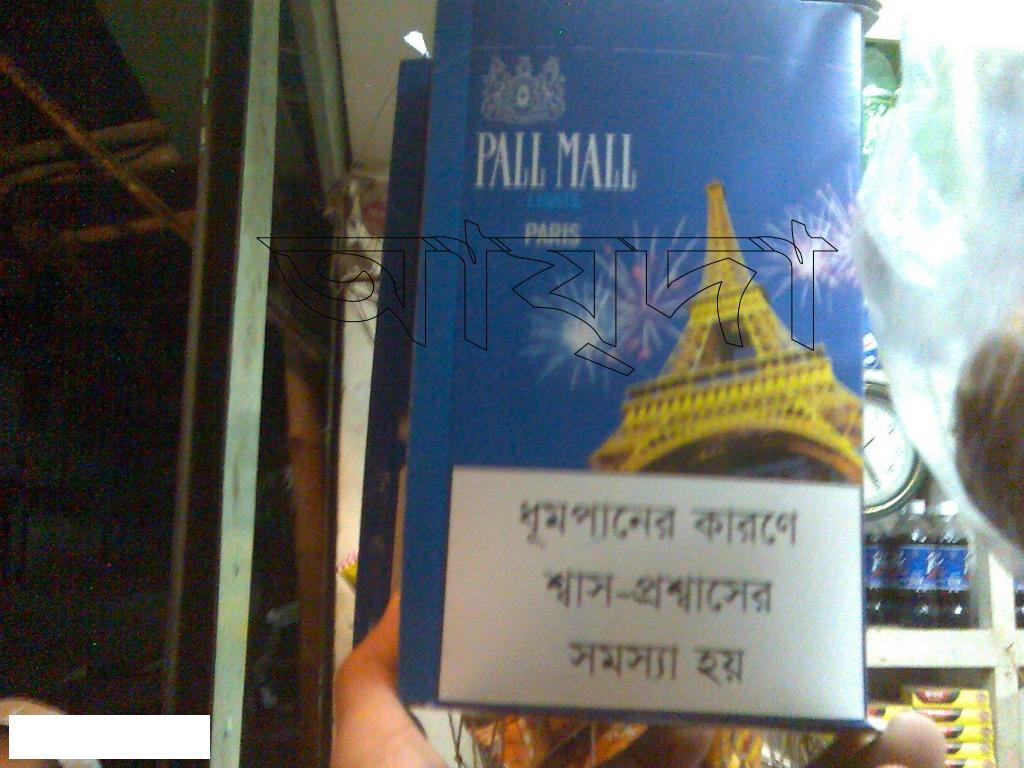 PALL MALL
PARIS
আয়না
ধূমপানের কারণে
শ্বাস-প্রশ্বাসের
সমস্যা হয়